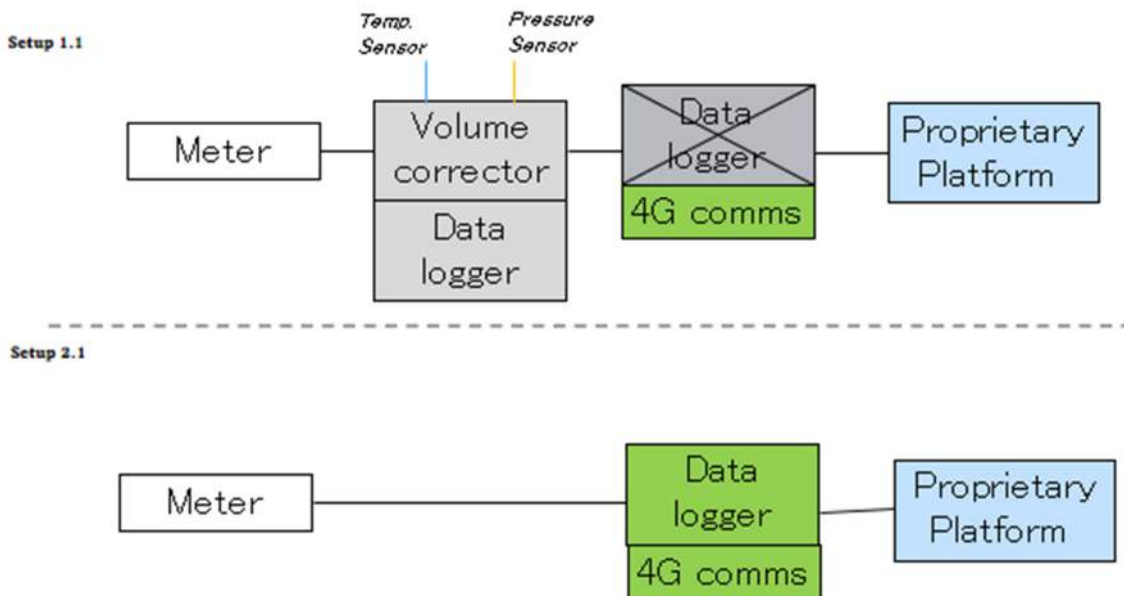 Setup 1.1
Temp.
Sensor
Pressure
Sensor
Meter
Volume
corrector
Data
logger
Data
logger
4G comms
Proprietary
Platform
Setup 2.1
Meter
Data
logger
4G comms
Proprietary
Platform